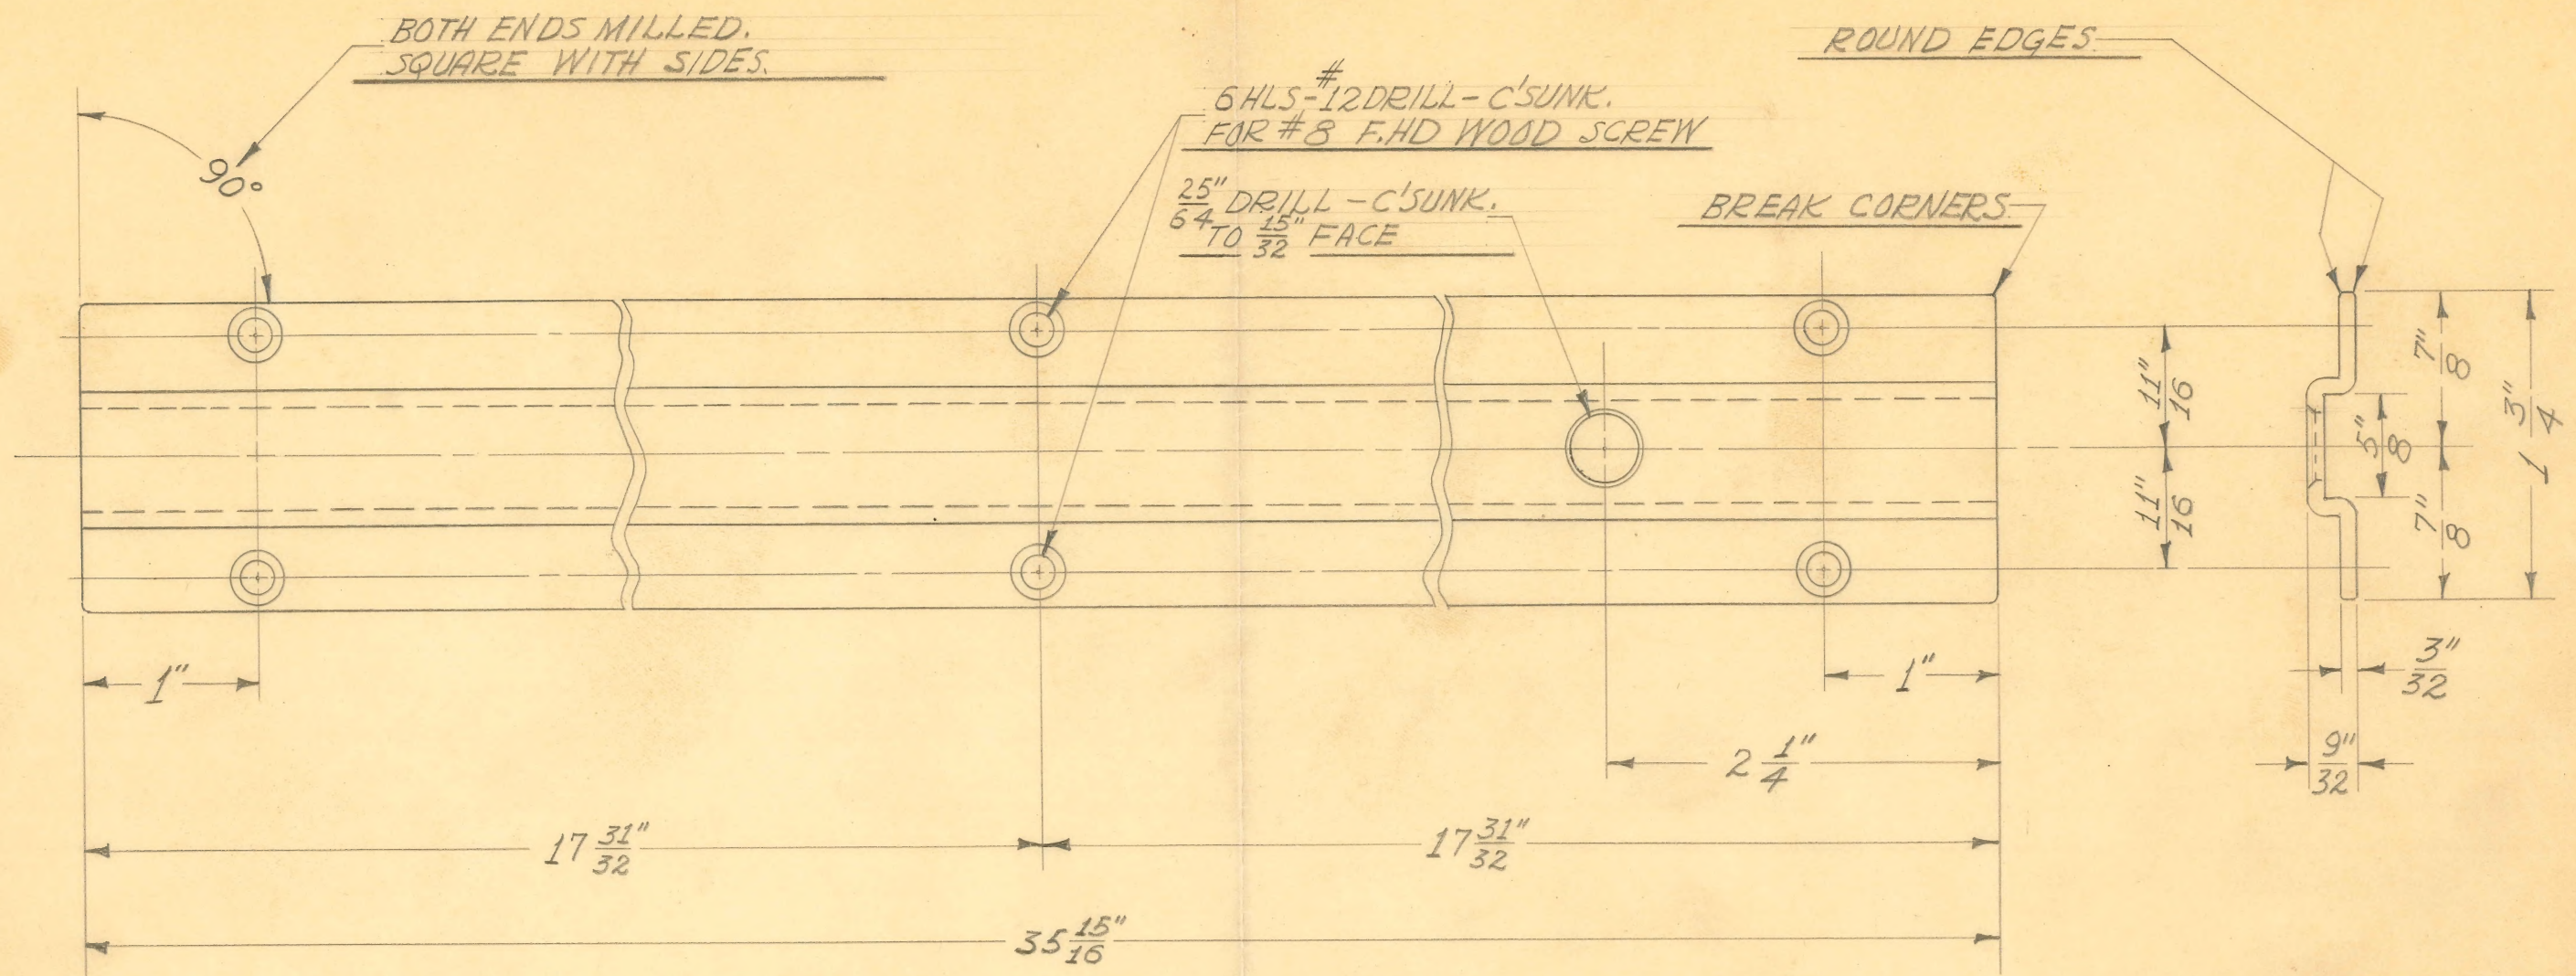 BOTH ENDS MILLED.
SQUARE WITH SIDES.
ROUND EDGES
6 HLS-#12 DRILL-C'SUNK.
FOR #8 F.HD WOOD SCREW
90°
25/64" DRILL-C'SUNK.
TO 15/32" FACE
BREAK CORNERS
11/16"
11/16"
7/8"
7/8"
5/8"
1 3/4"
3/32"
9/32"
1"
1"
2 1/4"
17 31/32"
17 31/32"
35 15/16"